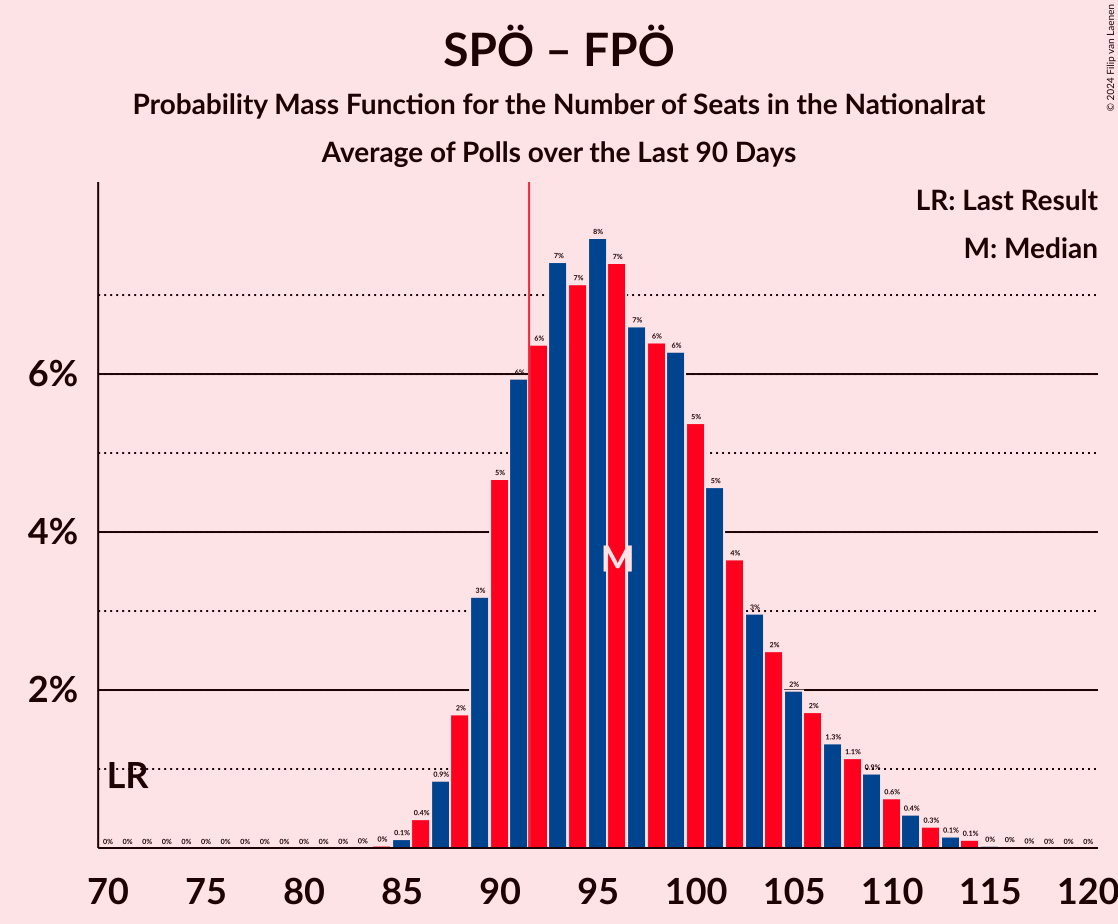 SPÖ – FPÖ
Probability Mass Function for the Number of Seats in the Nationalrat
Average of Polls over the Last 90 Days
© 2024 Filip van Laenen
LR: Last Result
M: Median
6%
4%
2%
LR
M
0% 0% 0% 0% 0% 0% 0% 0% 0% 0% 0% 0% 0% 0% 0% 0.1% 0.4% 0.9% 2% 3% 5% 6% 6% 7% 7% 8% 7% 7% 6% 6% 5% 5% 4% 3% 2% 2% 2% 1.3% 1.1% 0.9% 0.6% 0.4% 0.3% 0.1% 0.1% 0% 0% 0% 0% 0% 0%
70 75 80 85 90 95 100 105 110 115 120